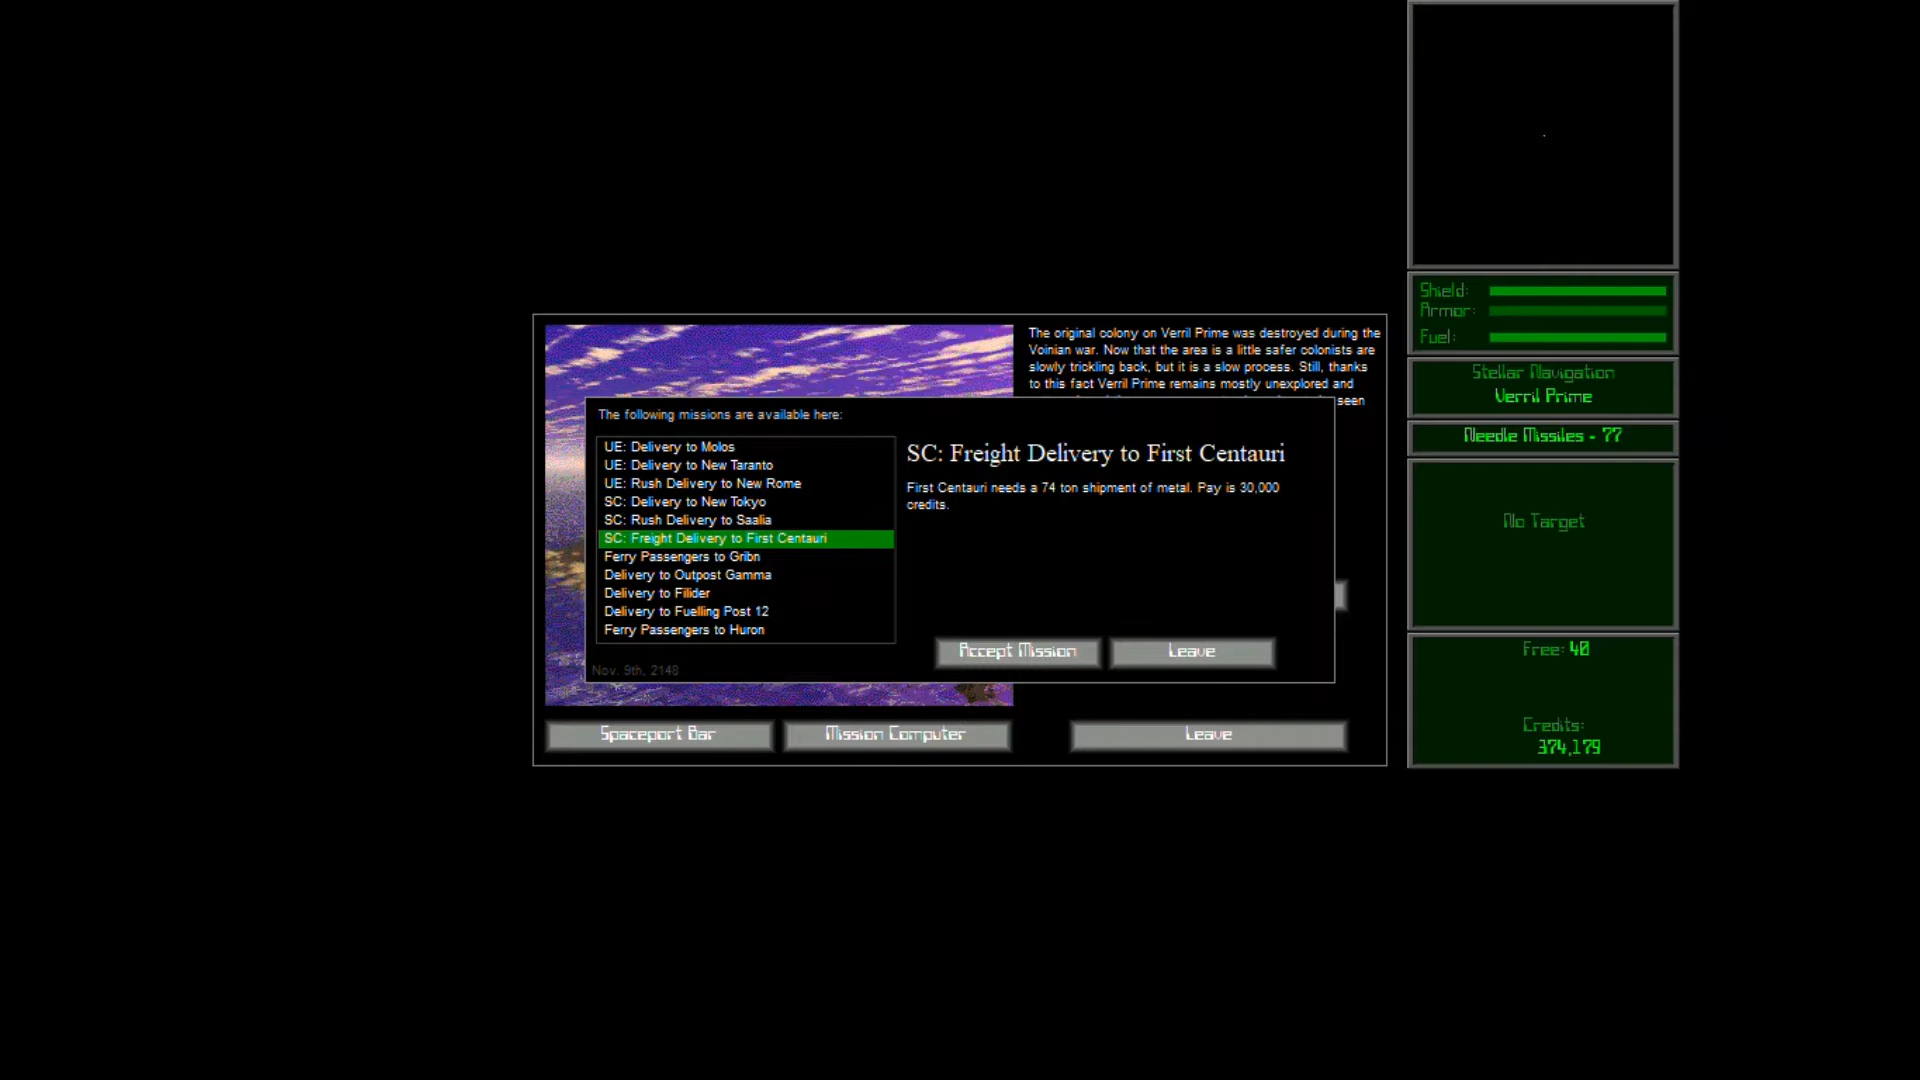 The original colony on Verril Prime was destroyed during the
Voinian war. Now that the area is a little safer colonists are
slowly trickling back, but it is a slow process. Still, thanks
to this fact Verril Prime remains mostly unexplored and
seen
The following missions are available here:
UE: Delivery to Molos
UE: Delivery to New Taranto
UE: Rush Delivery to New Rome
SC: Delivery to New Tokyo
SC: Rush Delivery to Saalia
SC: Freight Delivery to First Centauri
Ferry Passengers to Gribn
Delivery to Outpost Gamma
Delivery to Filider
Delivery to Fuelling Post 12
Ferry Passengers to Huron
Nov. 9th, 2148
SC: Freight Delivery to First Centauri
First Centauri needs a 74 ton shipment of metal. Pay is 30,000
credits.
Accept Mission
Leave
Spaceport Bar
Mission Computer
Leave
Shield:
Armor:
Fuel:
Stellar Navigation
Verril Prime
Needle Missiles - 77
No Target
Free: 40
Credits:
374,179